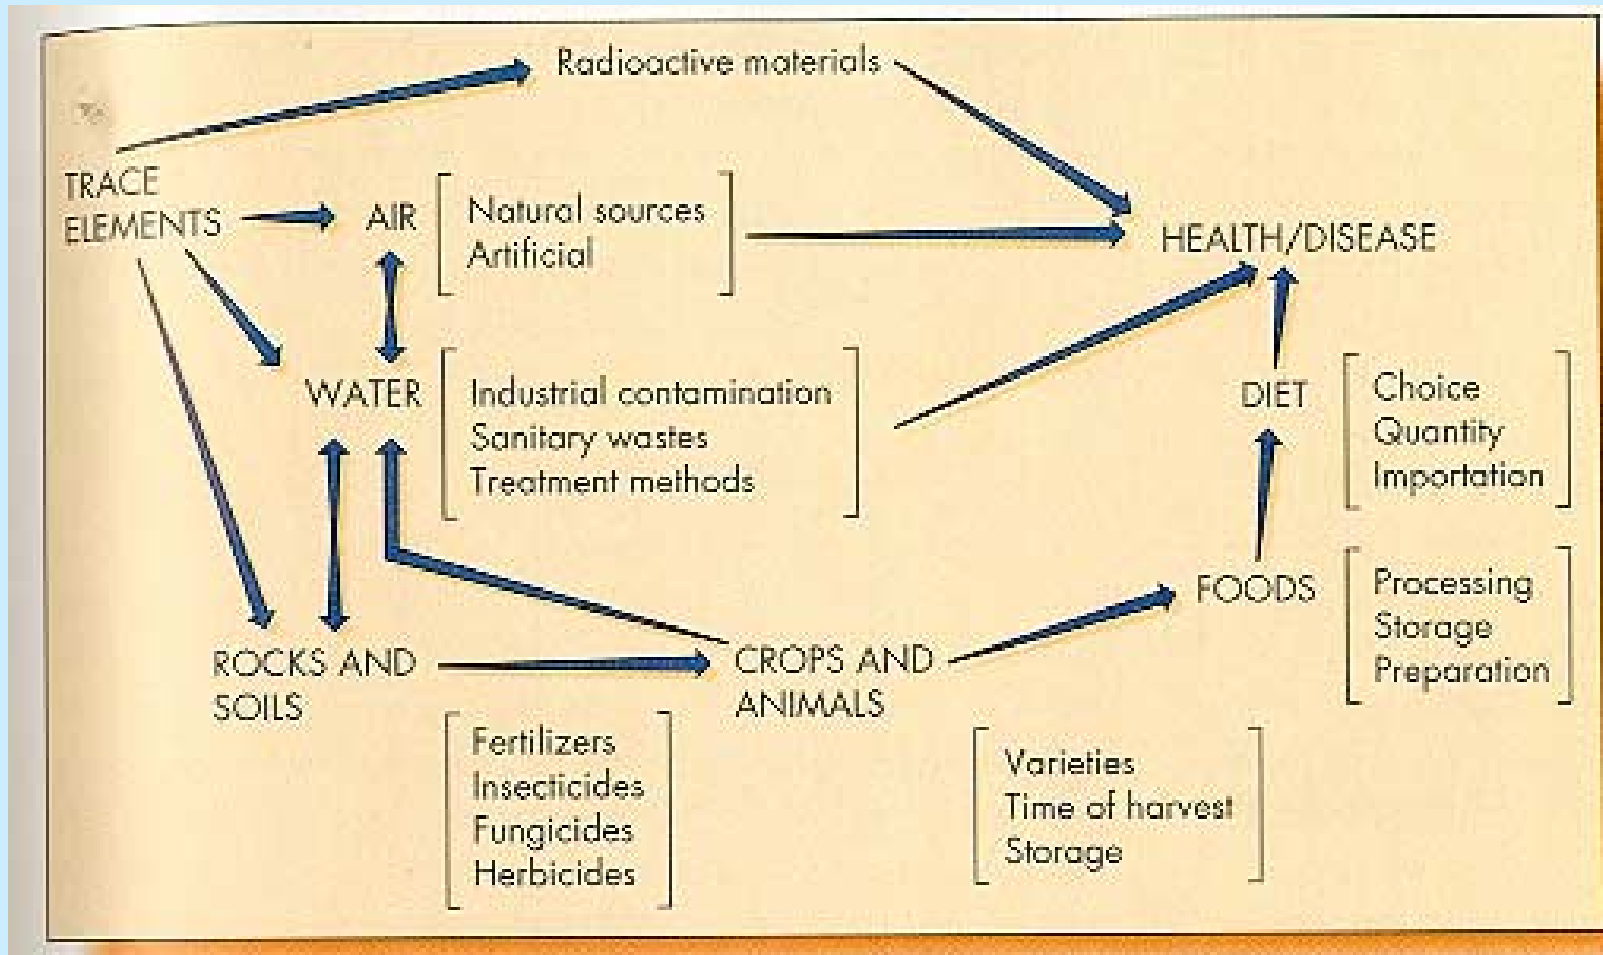 Radioactive materials
TRACE
ELEMENTS
AIR
Natural sources
Artificial
HEALTH/DISEASE
WATER
Industrial contamination
Sanitary wastes
Treatment methods
DIET
Choice
Quantity
Importation
FOODS
Processing
Storage
Preparation
ROCKS AND
SOILS
CROPS AND
ANIMALS
Fertilizers
Insecticides
Fungicides
Herbicides
Varieties
Time of harvest
Storage